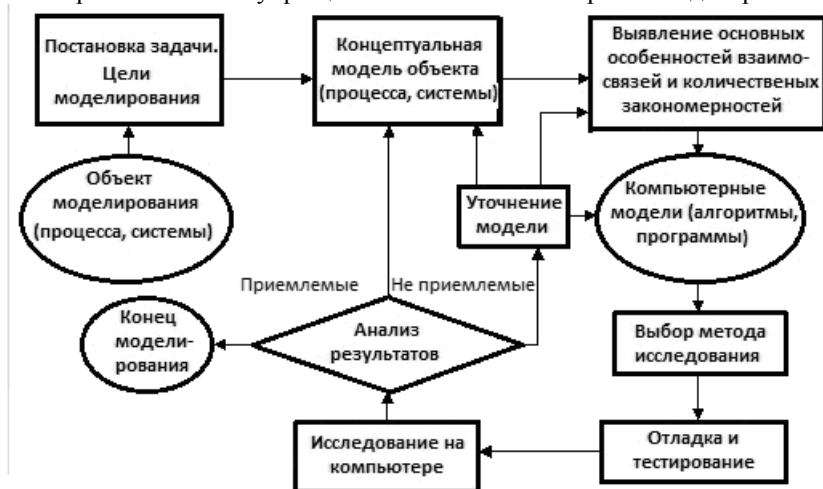 Постановка задачи.
Цели
моделирования
Концептуальная
модель объекта
(процесса, системы)
Выявление основных
особенностей взаимо-
связей и количественых
закономерностей
Объект
моделирования
(процесса, системы)
Уточнение
модели
Компьютерные
модели (алгоритмы,
программы)
Приемлемые
Не приемлемые
Конец
модели-
рования
Анализ
результатов
Выбор метода
исследования
Исследование на
компьютере
Отладка и
тестирование